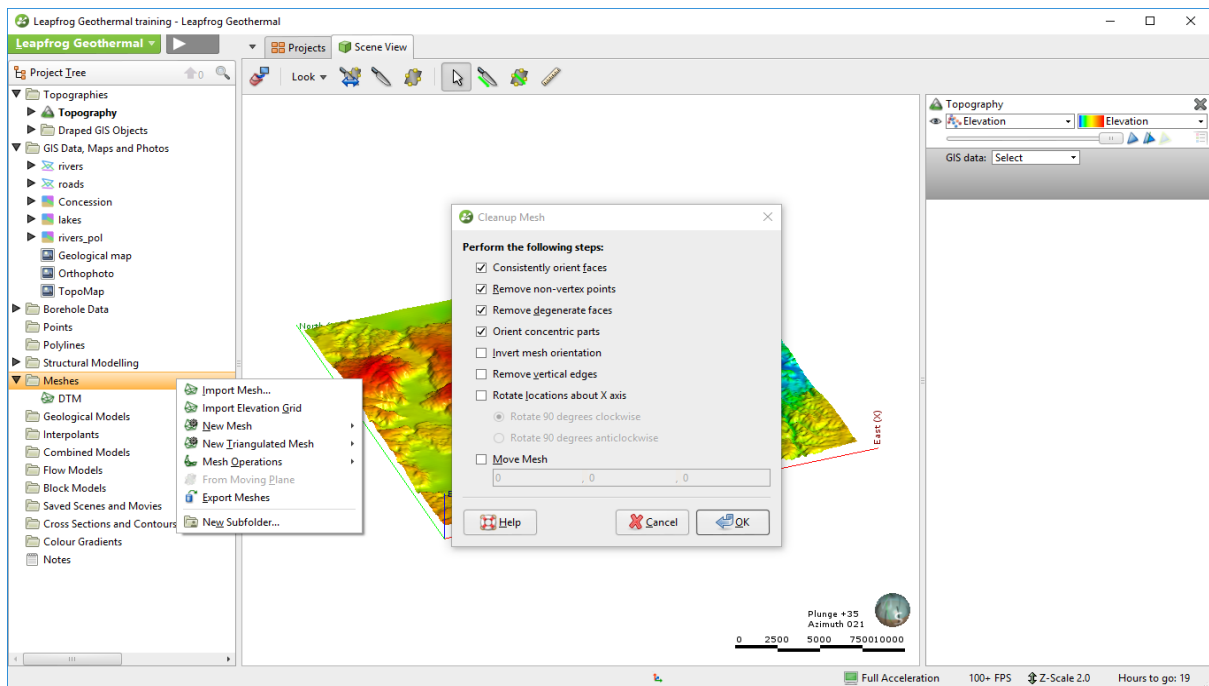 Leapfrog Geothermal training - Leapfrog Geothermal
Leapfrog Geothermal
Projects
Scene View
Project Tree
0
Look
Topographies
Topography
Draped GIS Objects
GIS Data, Maps and Photos
rivers
roads
Concession
lakes
rivers_pol
Geological map
Orthophoto
TopoMap
Borehole Data
Points
Polylines
Structural Modelling
Meshes
DTM
Geological Models
Interpolants
Combined Models
Flow Models
Block Models
Saved Scenes and Movies
Cross Sections and Contours
Colour Gradients
Notes
Import Mesh...
Import Elevation Grid
New Mesh
New Triangulated Mesh
Mesh Operations
From Moving Plane
Export Meshes
New Subfolder...
North
Cleanup Mesh
Perform the following steps:
Consistently orient faces
Remove non-vertex points
Remove degenerate faces
Orient concentric parts
Invert mesh orientation
Remove vertical edges
Rotate locations about X axis
Rotate 90 degrees clockwise
Rotate 90 degrees anticlockwise
Move Mesh
0 , 0 , 0
Help
Cancel
OK
East (X)
Plunge +35
Azimuth 021
0 2500 5000 750010000
Topography
Elevation
Elevation
GIS data: Select
Full Acceleration
100+ FPS
Z-Scale 2.0
Hours to go: 19